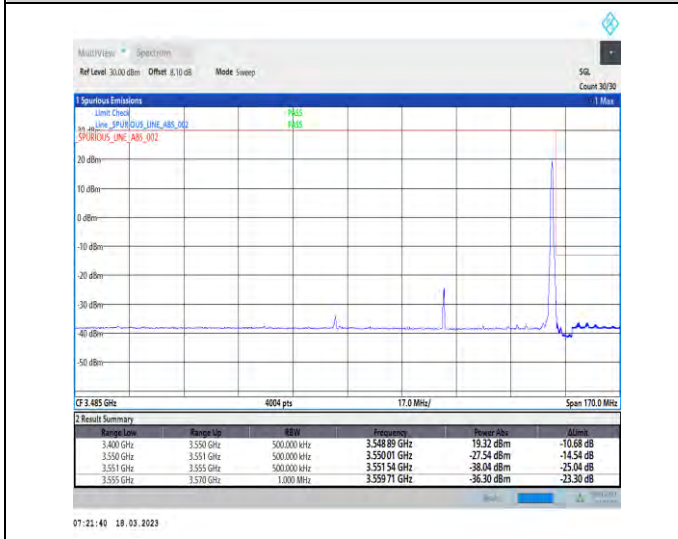 MultiView Spectrum
Ref Level 30.00 dBm Offset 8.10 dB Mode Sweep SGL
Count 30/30
1 Spurious Emissions 1 Max
Limit Check PASS
Line _SPURIOUS_LINE_ABS_002 PASS
30 dBm
_SPURIOUS_LINE_ABS_002
20 dBm
10 dBm
0 dBm
-10 dBm
-20 dBm
-30 dBm
-40 dBm
-50 dBm
CF 3.485 GHz 4004 pts 17.0 MHz/ Span 170.0 MHz
2 Result Summary
Range Low Range Up RBW Frequency Power Abs ΔLimit
3.400 GHz 3.550 GHz 500.000 kHz 3.548 89 GHz 19.32 dBm -10.68 dB
3.550 GHz 3.551 GHz 500.000 kHz 3.550 01 GHz -27.54 dBm -14.54 dB
3.551 GHz 3.555 GHz 500.000 kHz 3.551 54 GHz -38.04 dBm -25.04 dB
3.555 GHz 3.570 GHz 1.000 MHz 3.559 71 GHz -36.30 dBm -23.30 dB
07:21:40 18.03.2023